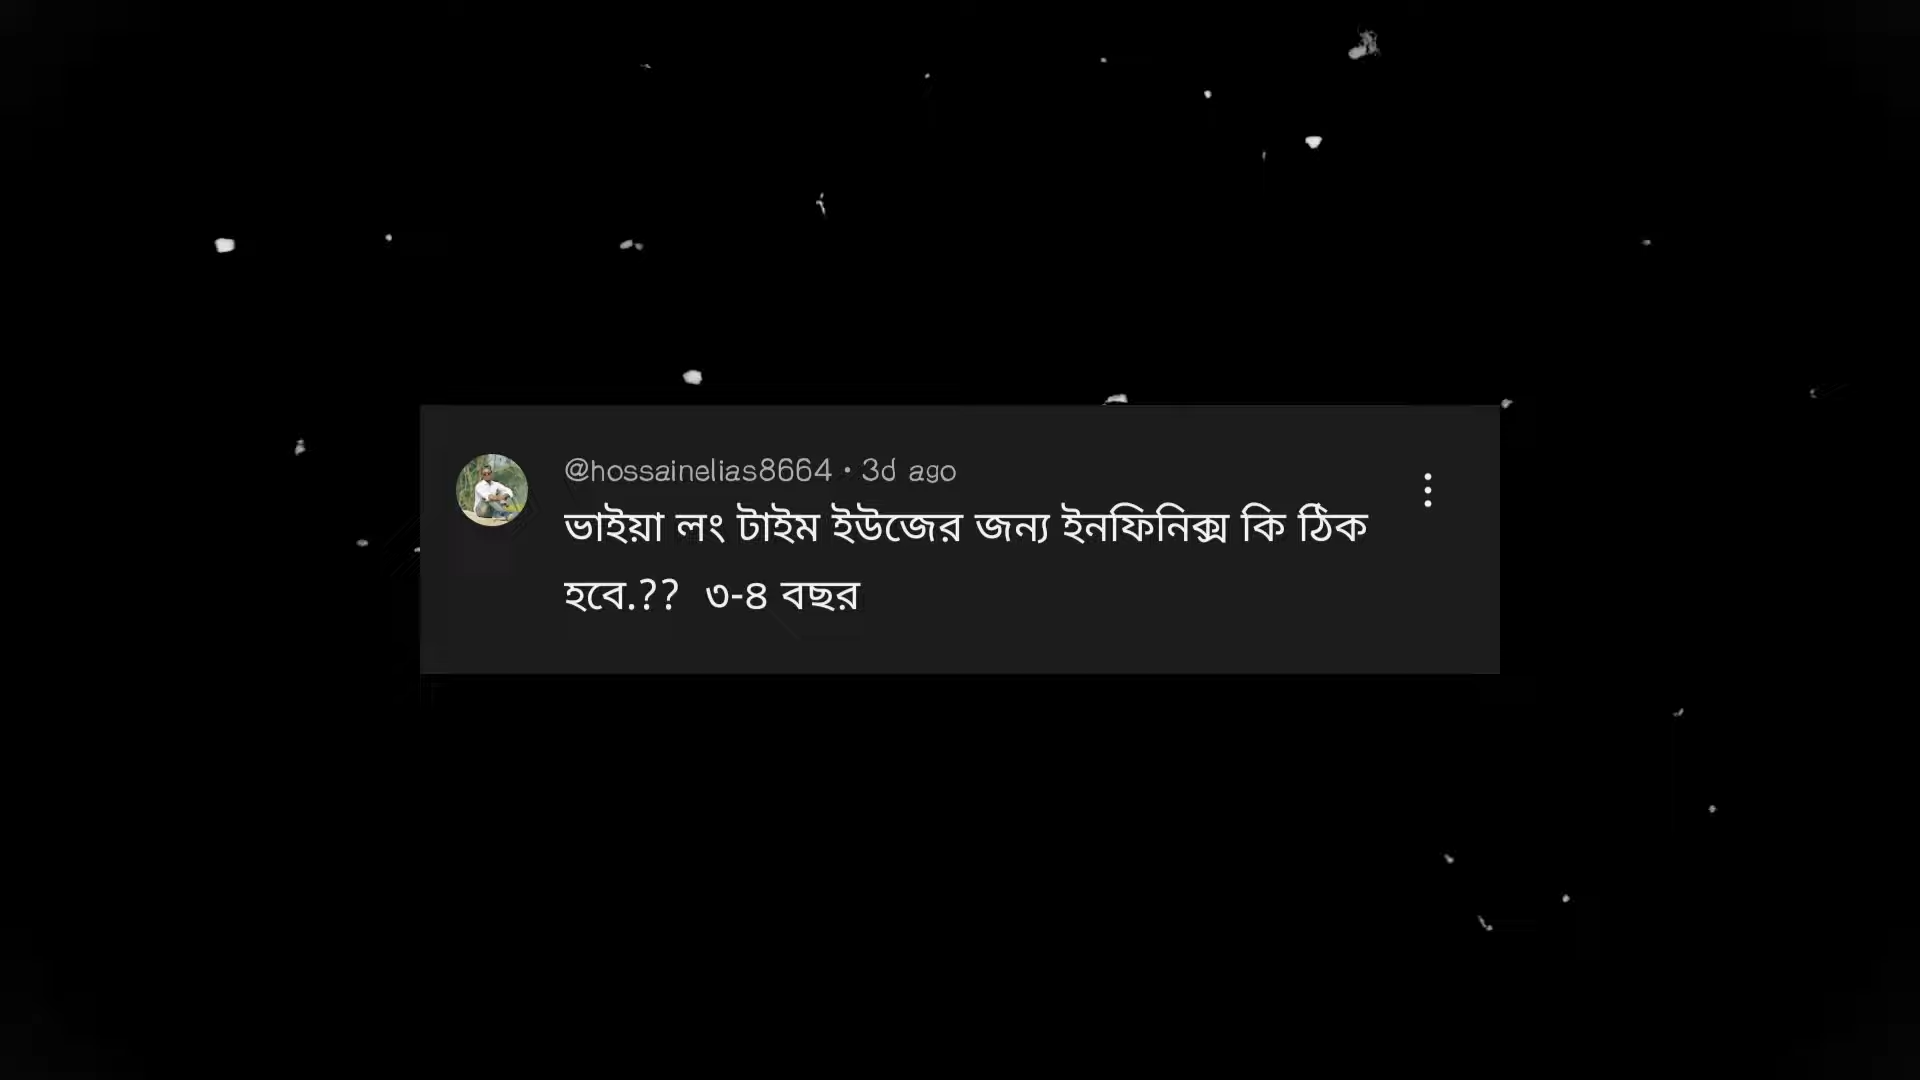 @hossainelias8664 · 3d ago
ভাইয়া লং টাইম ইউজের জন্য ইনফিনিক্স কি ঠিক
হবে.?? ৩-৪ বছর